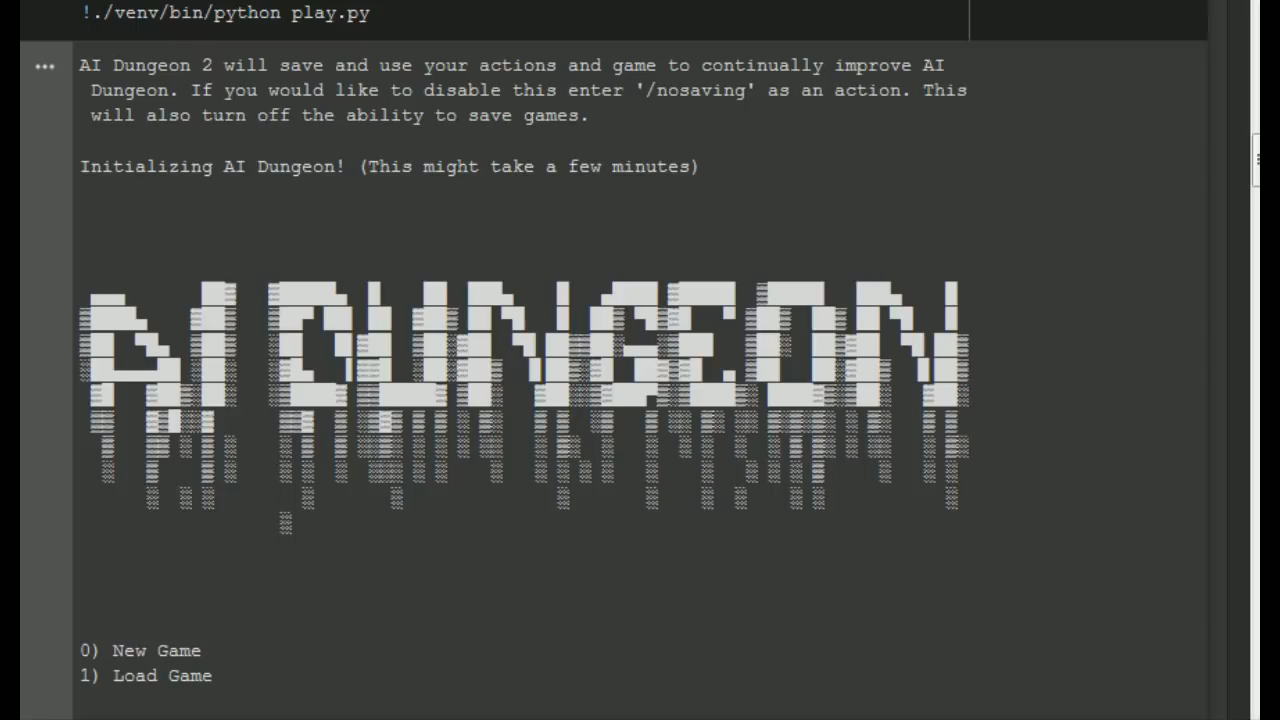 !./venv/bin/python play.py
AI Dungeon 2 will save and use your actions and game to continually improve AI
Dungeon. If you would like to disable this enter '/nosaving' as an action. This
will also turn off the ability to save games.
Initializing AI Dungeon! (This might take a few minutes)
AI DUNGEON
0) New Game
1) Load Game